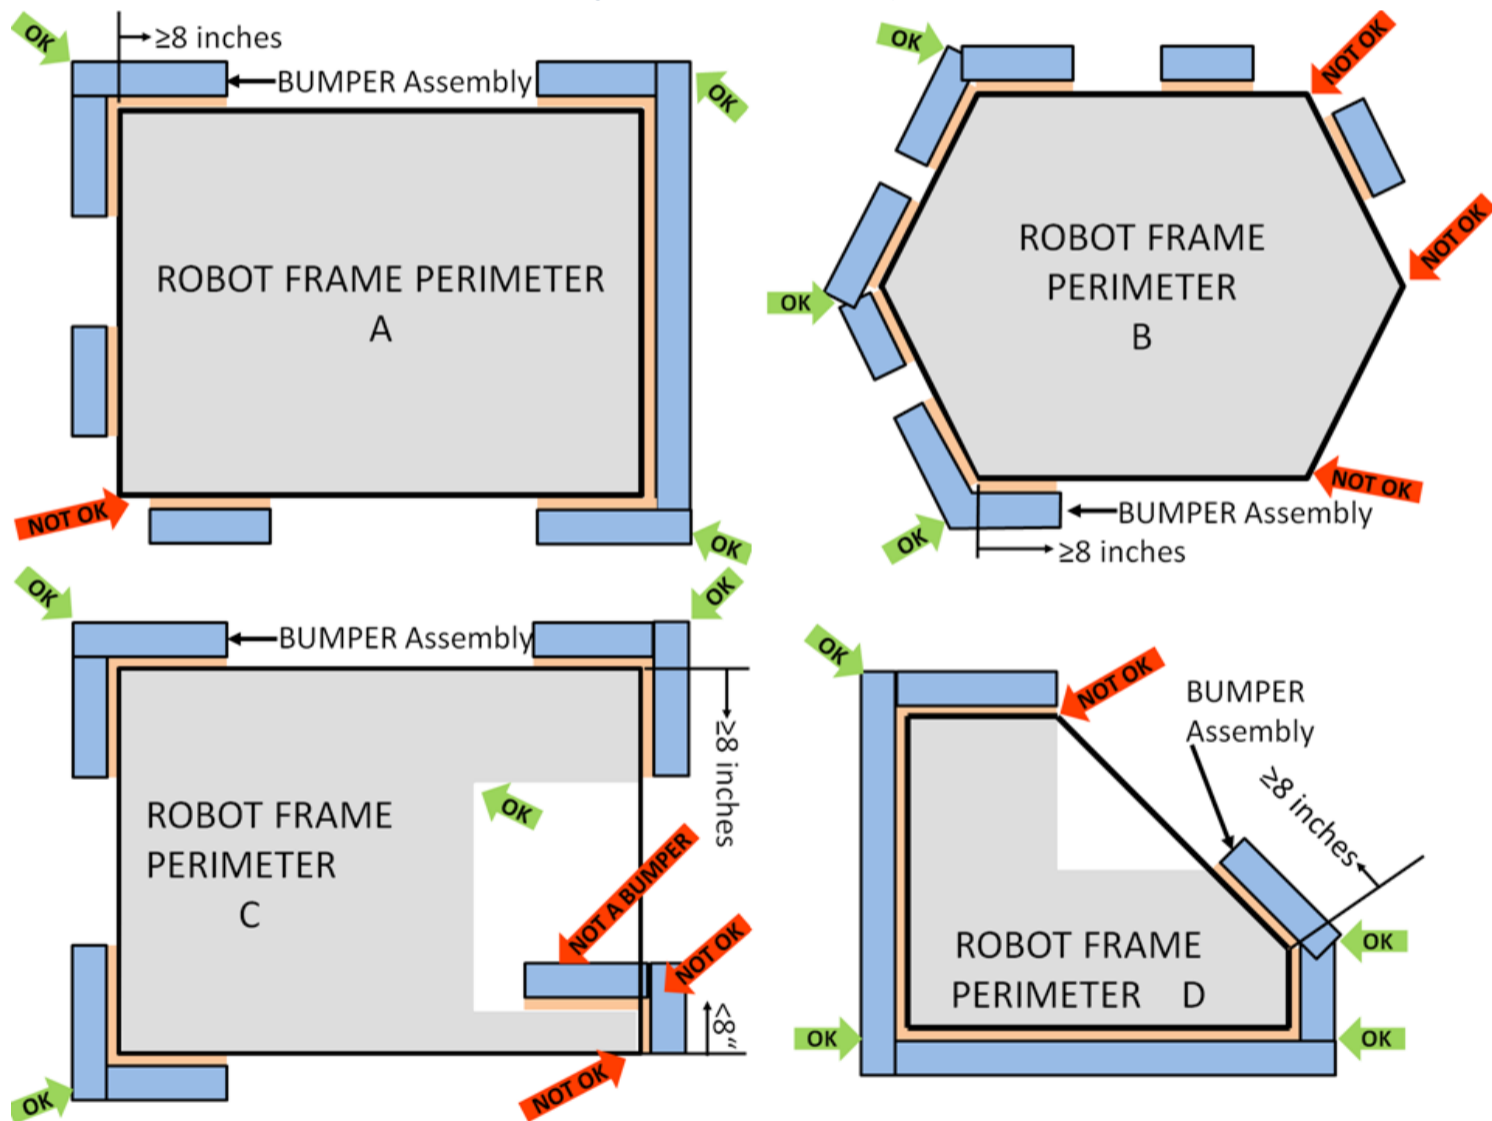 OK
≥8 inches
BUMPER Assembly
OK
ROBOT FRAME PERIMETER
A
NOT OK
OK
OK
NOT OK
NOT OK
ROBOT FRAME
PERIMETER
B
OK
NOT OK
BUMPER Assembly
OK
≥8 inches
OK
OK
BUMPER Assembly
≥8 inches
OK
ROBOT FRAME
PERIMETER
C
NOT A BUMPER
NOT OK
<8“
NOT OK
OK
OK
NOT OK
BUMPER
Assembly
≥8 inches
ROBOT FRAME
PERIMETER D
OK
OK
OK